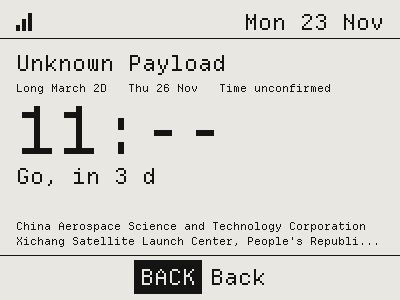 Mon 23 Nov
Unknown Payload
Long March 2D Thu 26 Nov Time unconfirmed
11:--
Go, in 3 d
China Aerospace Science and Technology Corporation
Xichang Satellite Launch Center, People's Republi...
BACK Back